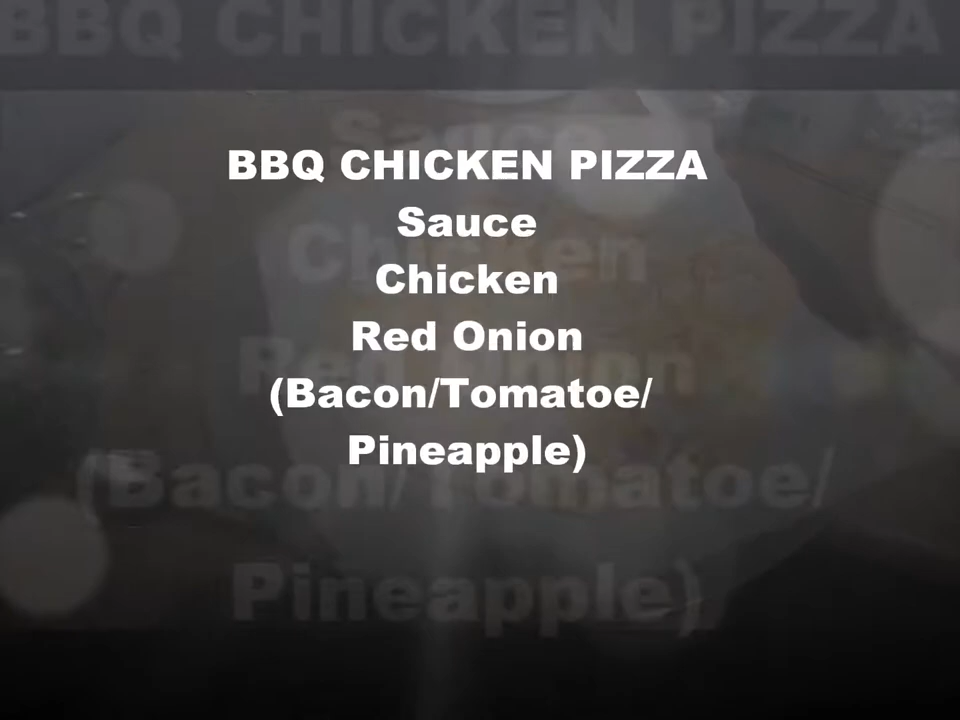 BBQ CHICKEN PIZZA
Sauce
Chicken
Red Onion
(Bacon/Tomatoe/
Pineapple)